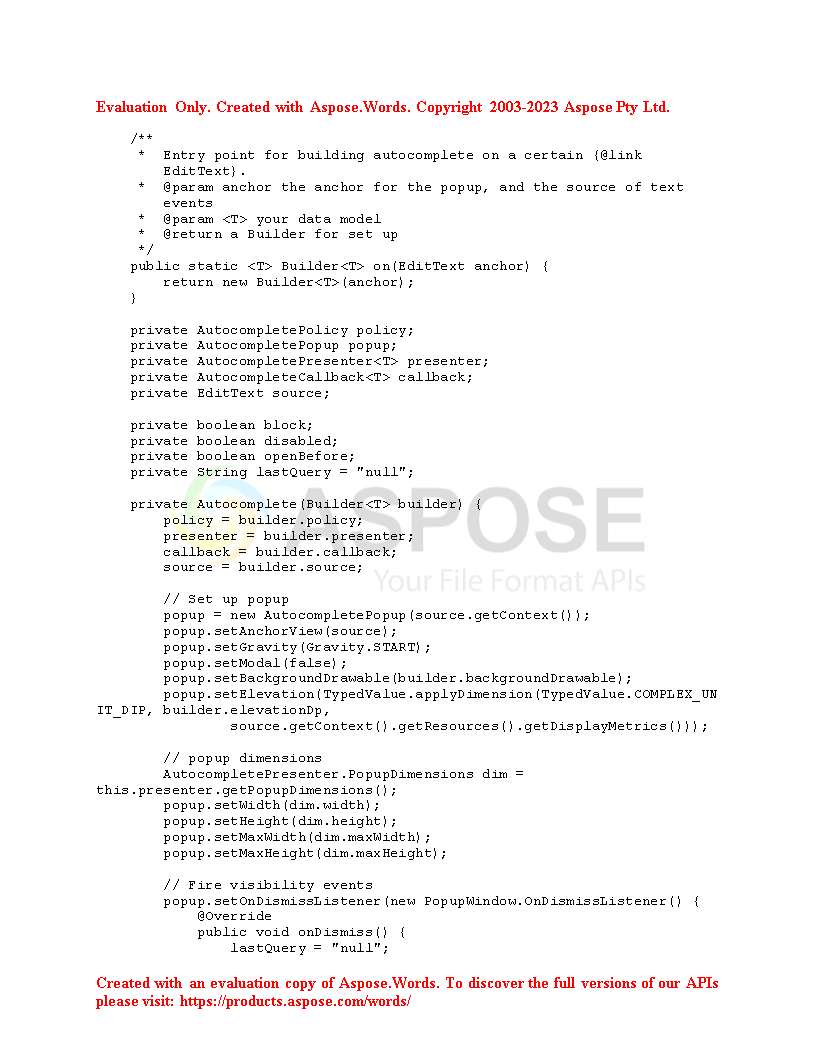 Evaluation Only. Created with Aspose.Words. Copyright 2003-2023 Aspose Pty Ltd.
/**
 * Entry point for building autocomplete on a certain {@link
EditText}.
 * @param anchor the anchor for the popup, and the source of text
events
 * @param <T> your data model
 * @return a Builder for set up
 */
public static <T> Builder<T> on(EditText anchor) {
    return new Builder<T>(anchor);
}
private AutocompletePolicy policy;
private AutocompletePopup popup;
private AutocompletePresenter<T> presenter;
private AutocompleteCallback<T> callback;
private EditText source;
private boolean block;
private boolean disabled;
private boolean openBefore;
private String lastQuery = "null";
private Autocomplete(Builder<T> builder) {
    policy = builder.policy;
    presenter = builder.presenter;
    callback = builder.callback;
    source = builder.source;
ASPOSE
Your File Format APIs
    // Set up popup
    popup = new AutocompletePopup(source.getContext());
    popup.setAnchorView(source);
    popup.setGravity(Gravity.START);
    popup.setModal(false);
    popup.setBackgroundDrawable(builder.backgroundDrawable);
    popup.setElevation(TypedValue.applyDimension(TypedValue.COMPLEX_UN
IT_DIP, builder.elevationDp,
            source.getContext().getResources().getDisplayMetrics()));
    // popup dimensions
    AutocompletePresenter.PopupDimensions dim =
this.presenter.getPopupDimensions();
    popup.setWidth(dim.width);
    popup.setHeight(dim.height);
    popup.setMaxWidth(dim.maxWidth);
    popup.setMaxHeight(dim.maxHeight);
    // Fire visibility events
    popup.setOnDismissListener(new PopupWindow.OnDismissListener() {
        @Override
        public void onDismiss() {
            lastQuery = "null";
Created with an evaluation copy of Aspose.Words. To discover the full versions of our APIs
please visit: https://products.aspose.com/words/